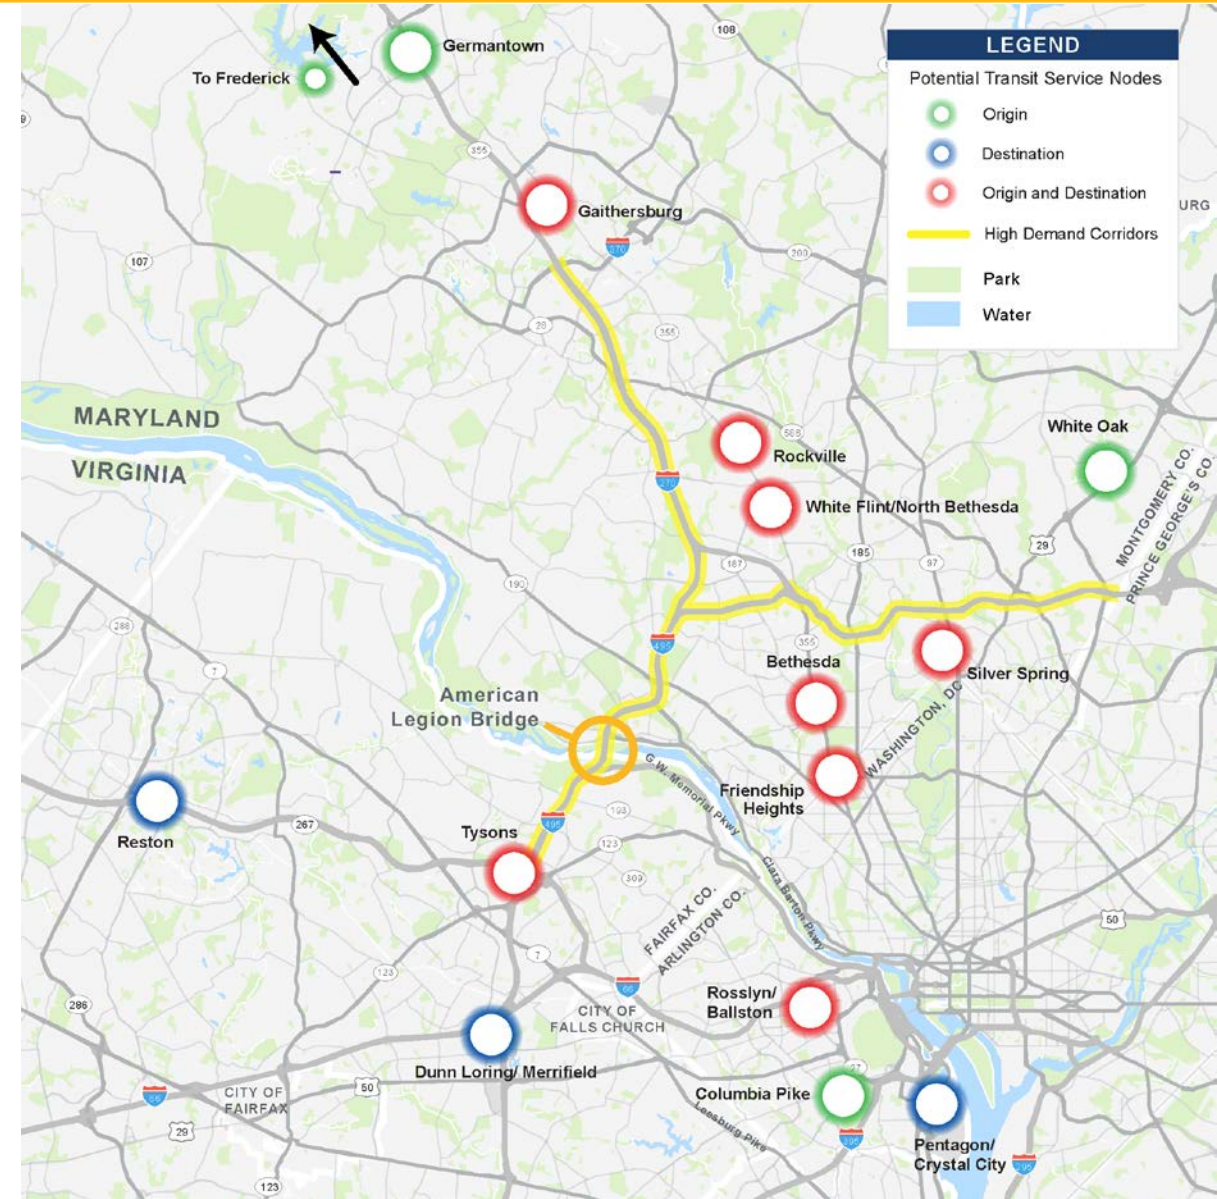 Germantown
To Frederick
108
LEGEND
Potential Transit Service Nodes
Origin
Destination
Origin and Destination
High Demand Corridors
Park
Water
URG
355
Gaithersburg
270
200
107
28
355
MARYLAND
VIRGINIA
White Oak
586
Rockville
270
White Flint/North Bethesda
MONTGOMERY CO.
PRINCE GEORGE'S CO.
29
185
97
187
190
288
7
355
495
Bethesda
Silver Spring
American
Legion Bridge
WASHINGTON, DC
G.W. Memorial Pkwy
Friendship
Heights
Reston
267
Tysons
495
193
123
309
Clara Barton Pkwy
FAIRFAX CO.
ARLINGTON CO.
50
7
123
66
286
CITY OF
FALLS CHURCH
Rosslyn/
Ballston
Dunn Loring/ Merrifield
50
66
CITY OF
FAIRFAX
29
Columbia Pike
27
Leesburg Pike
395
Pentagon/
Crystal City
295
123